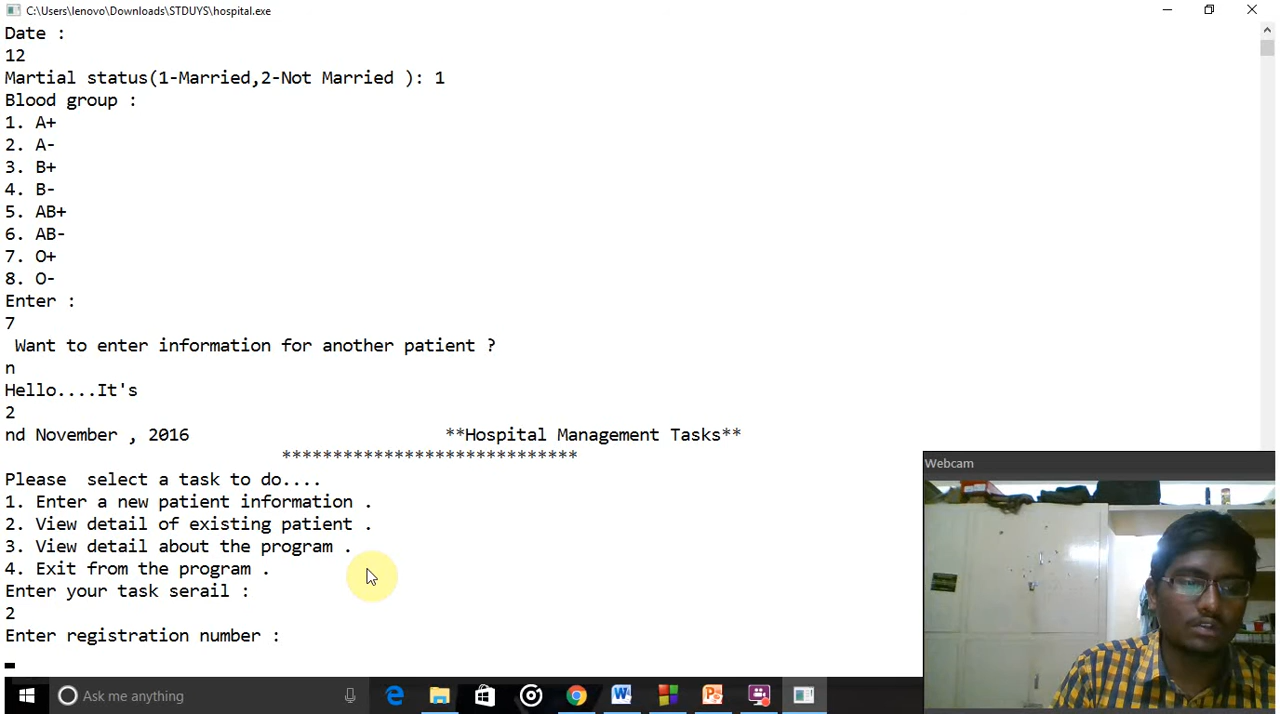 C:\Users\lenovo\Downloads\STDUYS\hospital.exe
Date :
12
Martial status(1-Married,2-Not Married ): 1
Blood group :
1. A+
2. A-
3. B+
4. B-
5. AB+
6. AB-
7. O+
8. O-
Enter :
7
Want to enter information for another patient ?
n
Hello....It's
2
nd November , 2016 **Hospital Management Tasks**
*****************************
Please  select a task to do....
1. Enter a new patient information .
2. View detail of existing patient .
3. View detail about the program .
4. Exit from the program .
Enter your task serail :
2
Enter registration number :
Webcam
Ask me anything